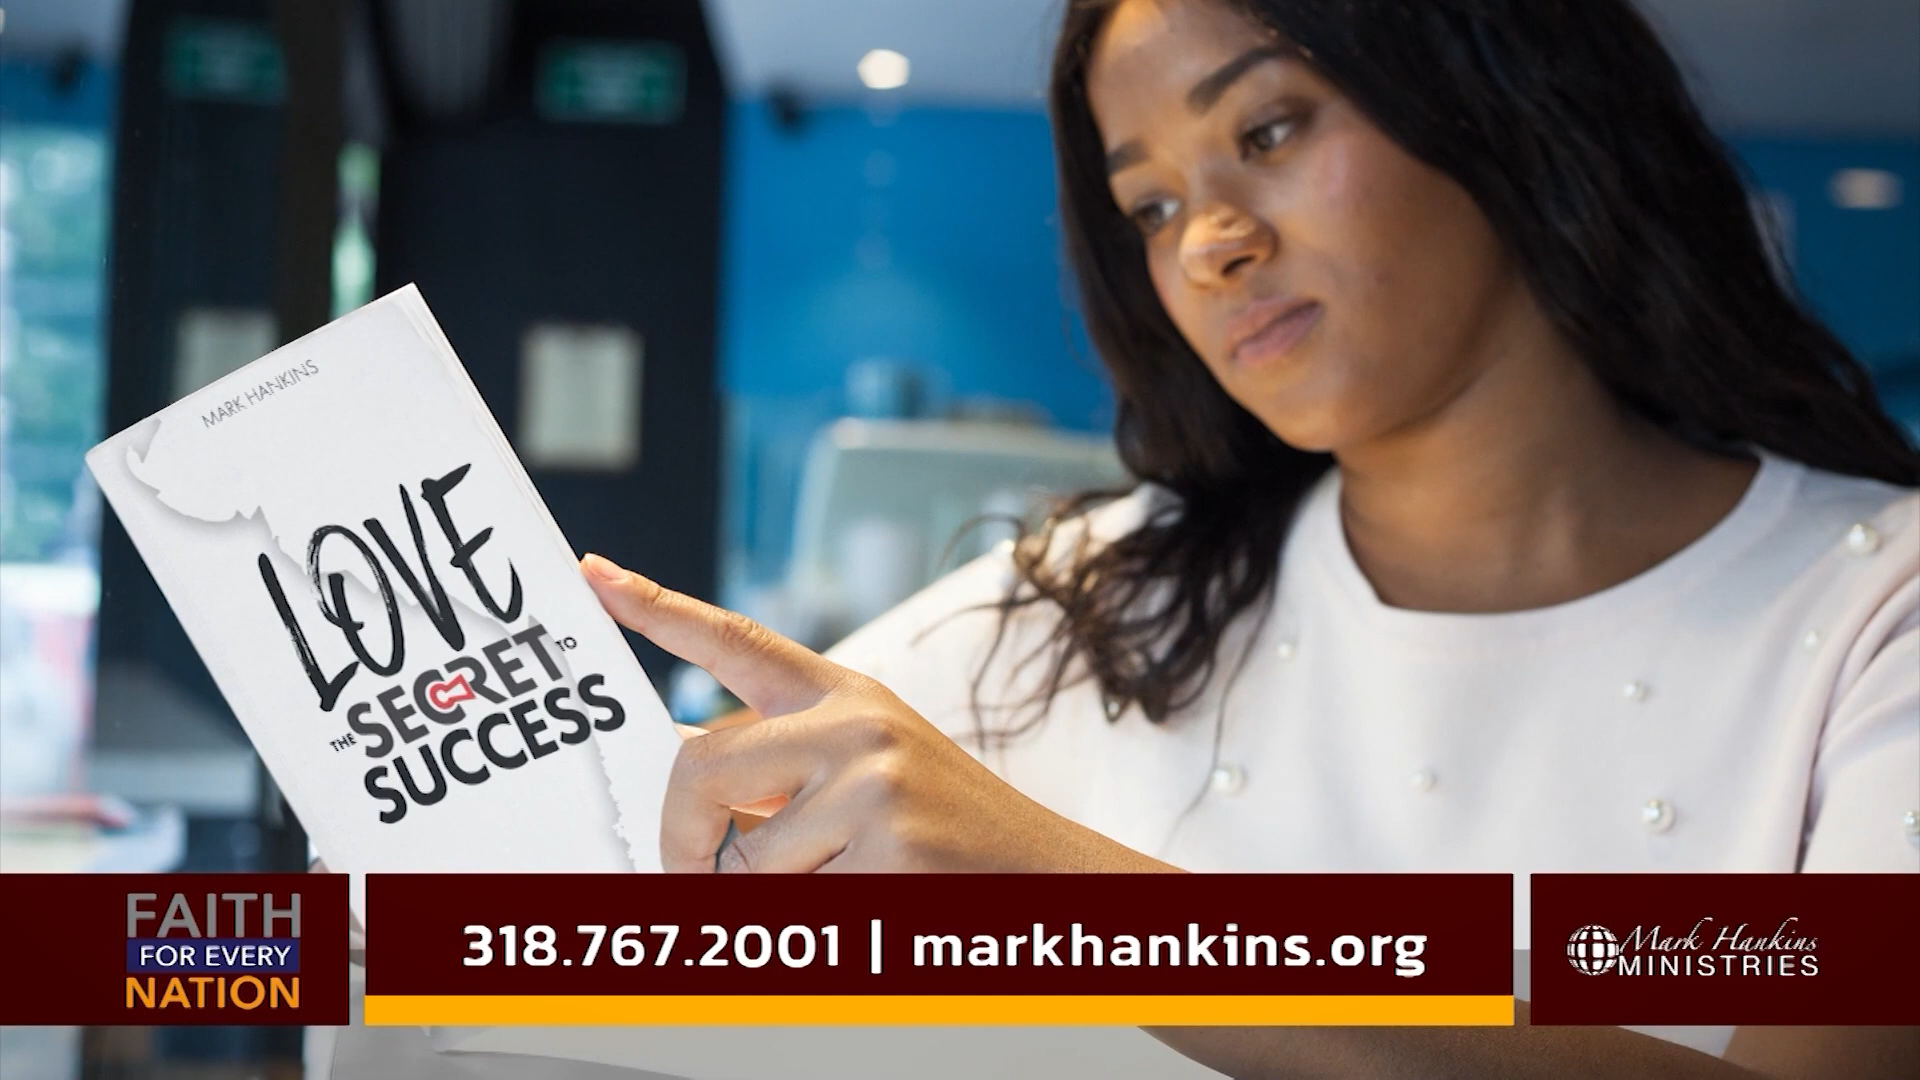 MARK HANKINS
LOVE
THE SECRET TO
SUCCESS
FAITH
FOR EVERY
NATION
318.767.2001 | markhankins.org
Mark Hankins
MINISTRIES